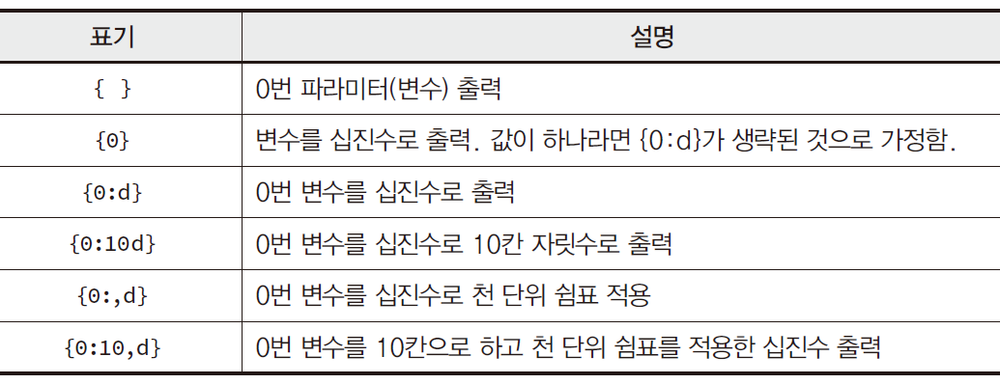 표기 설명
{ } 0번 파라미터(변수) 출력
{0} 변수를 십진수로 출력. 값이 하나라면 {0:d}가 생략된 것으로 가정함.
{0:d} 0번 변수를 십진수로 출력
{0:10d} 0번 변수를 십진수로 10칸 자릿수로 출력
{0:,d} 0번 변수를 십진수로 천 단위 쉼표 적용
{0:10,d} 0번 변수를 10칸으로 하고 천 단위 쉼표를 적용한 십진수 출력